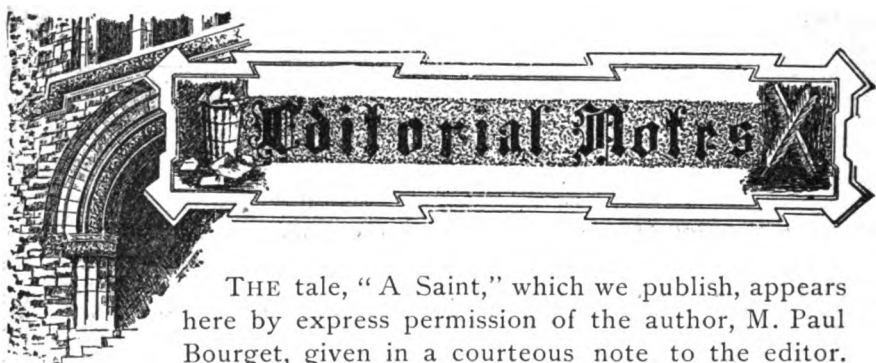 Editorial Notes
THE tale, "A Saint," which we publish, appears
here by express permission of the author, M. Paul
Bourget, given in a courteous note to the editor.